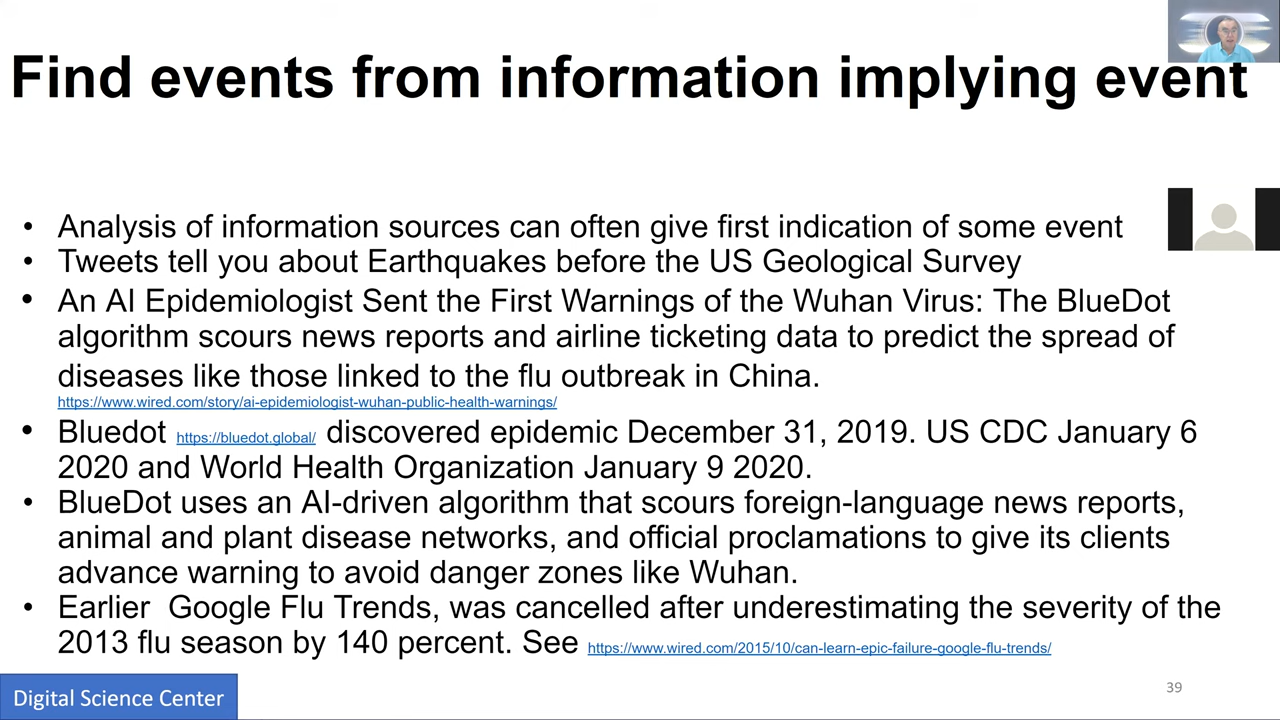 Find events from information implying event
• Analysis of information sources can often give first indication of some event
• Tweets tell you about Earthquakes before the US Geological Survey
• An AI Epidemiologist Sent the First Warnings of the Wuhan Virus: The BlueDot
algorithm scours news reports and airline ticketing data to predict the spread of
diseases like those linked to the flu outbreak in China.
https://www.wired.com/story/ai-epidemiologist-wuhan-public-health-warnings/
• Bluedot https://bluedot.global/ discovered epidemic December 31, 2019. US CDC January 6
2020 and World Health Organization January 9 2020.
• BlueDot uses an AI-driven algorithm that scours foreign-language news reports,
animal and plant disease networks, and official proclamations to give its clients
advance warning to avoid danger zones like Wuhan.
• Earlier Google Flu Trends, was cancelled after underestimating the severity of the
2013 flu season by 140 percent. See https://www.wired.com/2015/10/can-learn-epic-failure-google-flu-trends/
Digital Science Center
39